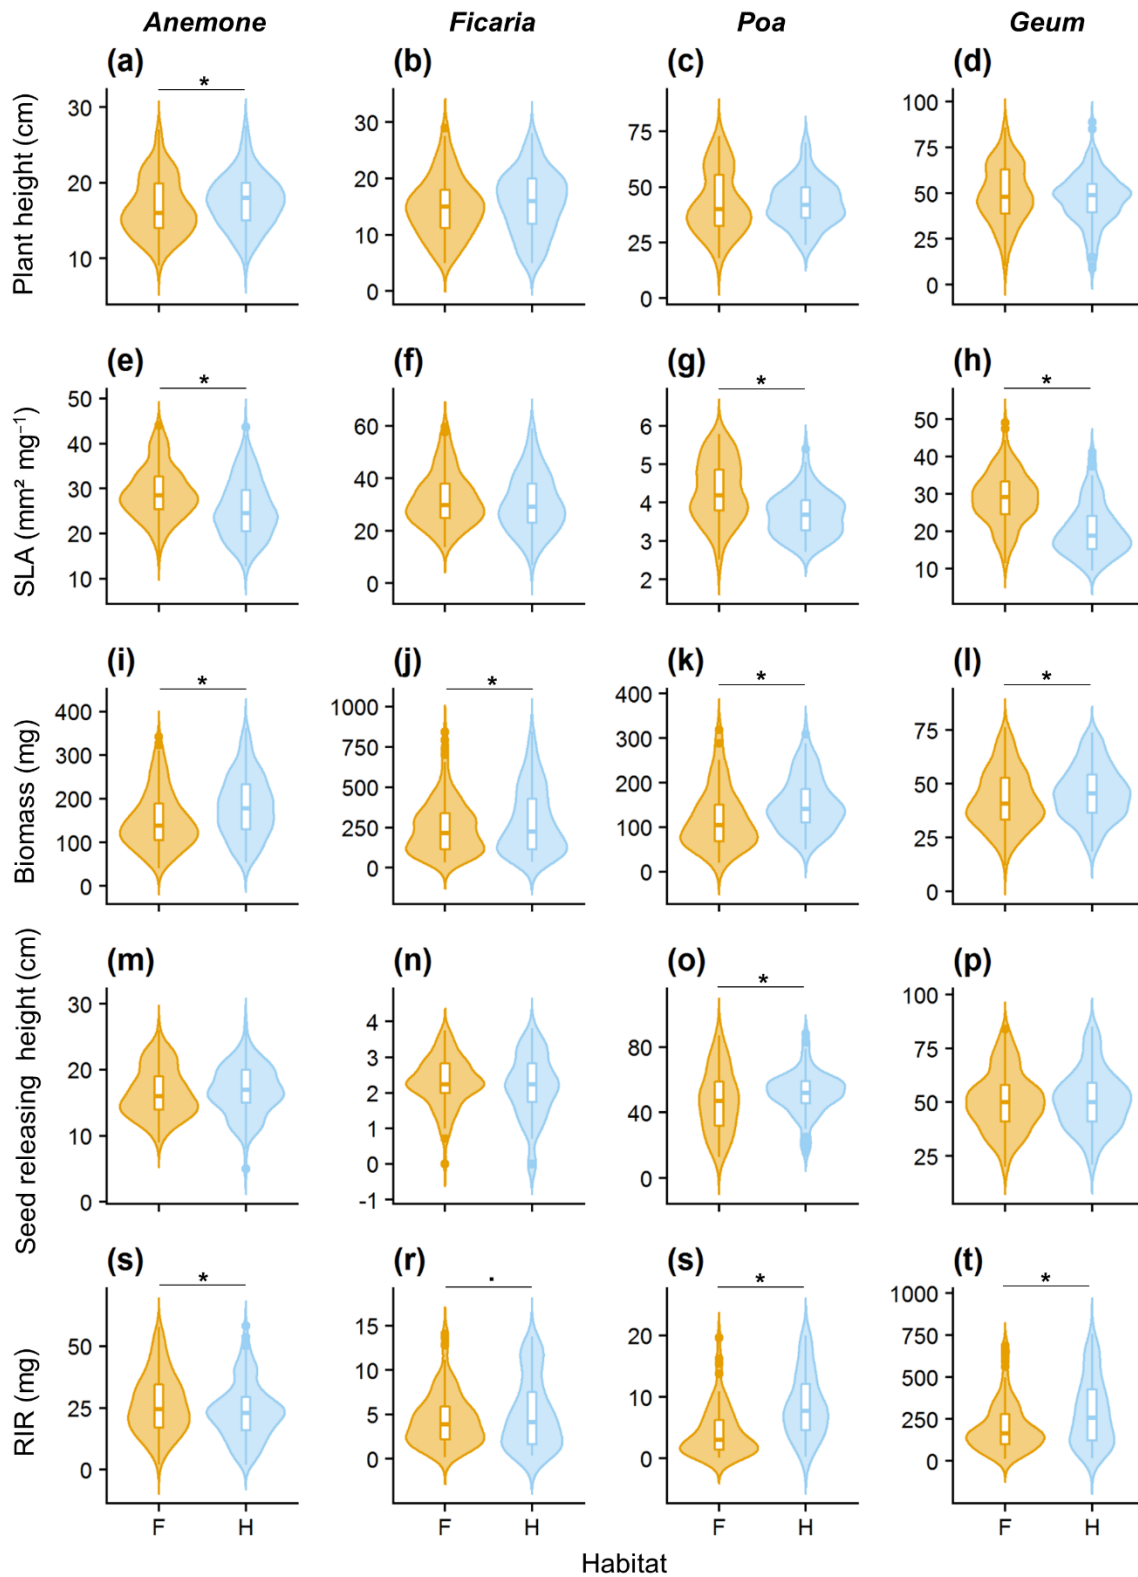 Anemone Ficaria Poa Geum
(a) (b) (c) (d)
* 
Plant height (cm)
30 20 10
30 20 10 0
75 50 25 0
100 75 50 25 0
(e) (f) (g) (h)
* * *
SLA (mm² mg⁻¹)
50 40 30 20 10
60 40 20 0
6 5 4 3 2
50 40 30 20 10
(i) (j) (k) (l)
* * * *
Biomass (mg)
400 300 200 100 0
1000 750 500 250 0
400 300 200 100 0
75 50 25 0
(m) (n) (o) (p)
*
Seed releasing height (cm)
30 20 10 0
4 3 2 1 0 -1
80 40 0
100 75 50 25
(s) (r) (s) (t)
* . * *
RIR (mg)
50 25 0
15 10 5 0
20 10 0
1000 750 500 250 0
F H F H F H F H
Habitat